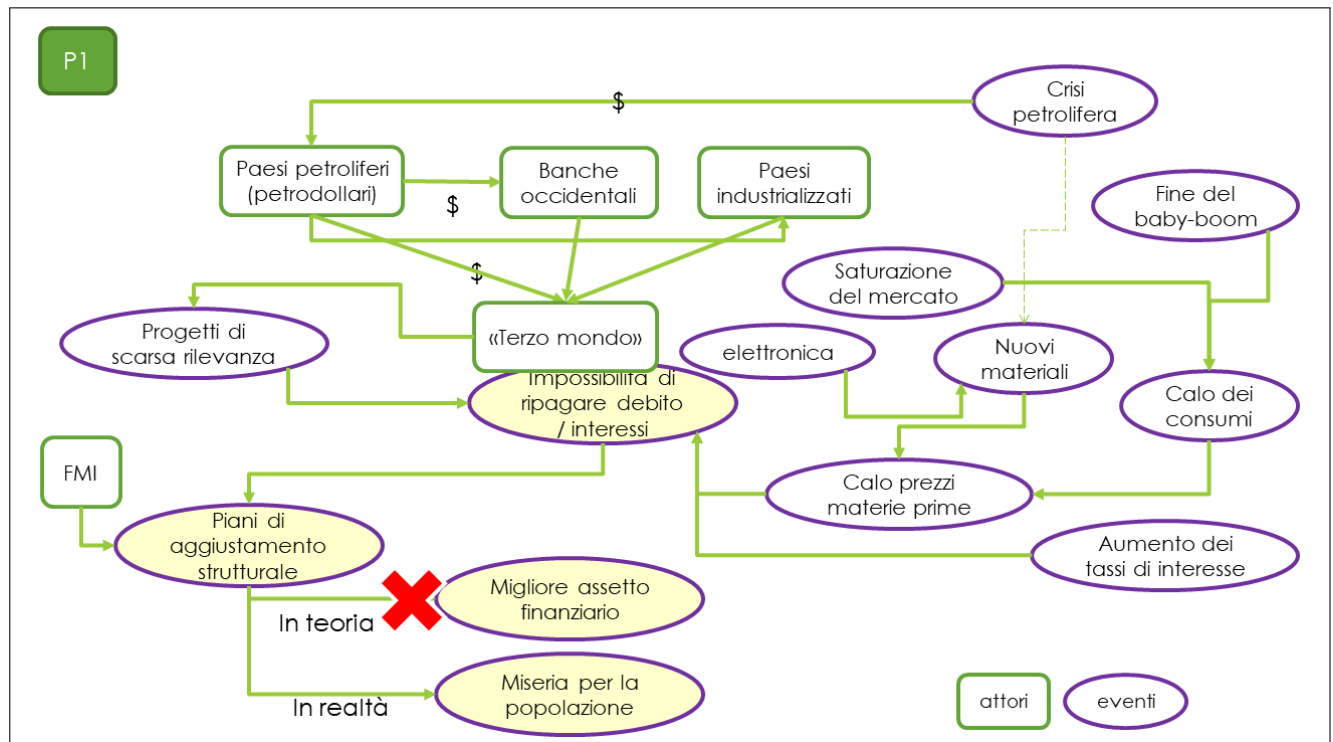 P1
Crisi
petrolifera
$
Paesi petroliferi
(petrodollari)
$
Banche
occidentali
Paesi
industrializzati
Fine del
baby-boom
$
Saturazione
del mercato
Progetti di
scarsa rilevanza
«Terzo mondo»
elettronica
Nuovi
materiali
Impossibilità di
ripagare debito
/ interessi
Calo dei
consumi
FMI
Calo prezzi
materie prime
Piani di
aggiustamento
strutturale
Aumento dei
tassi di interesse
In teoria
Migliore assetto
finanziario
In realtà
Miseria per la
popolazione
attori
eventi